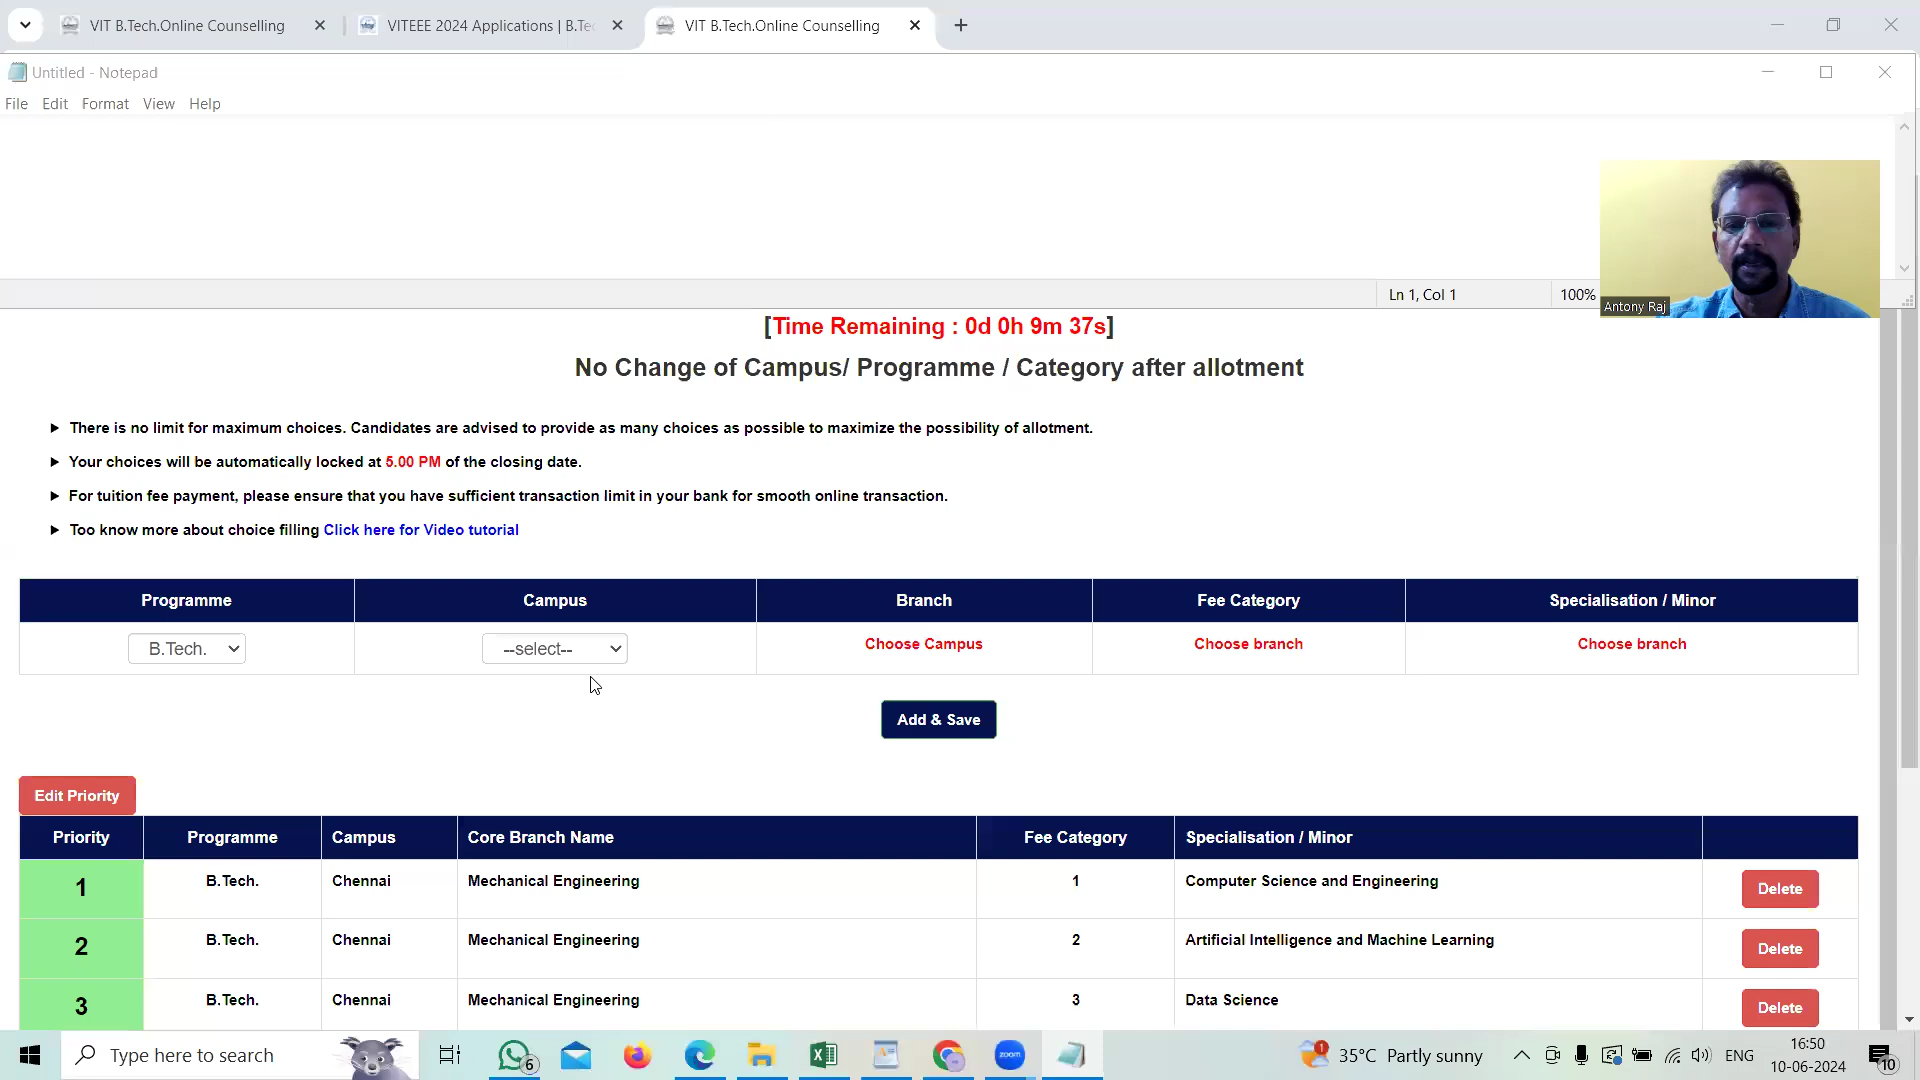 VIT B.Tech.Online Counselling
VITEEE 2024 Applications | B.Te
VIT B.Tech.Online Counselling
Untitled - Notepad
File Edit Format View Help
Antony Raj
Ln 1, Col 1
100%
[Time Remaining : 0d 0h 9m 37s]
No Change of Campus/ Programme / Category after allotment
There is no limit for maximum choices. Candidates are advised to provide as many choices as possible to maximize the possibility of allotment.
Your choices will be automatically locked at 5.00 PM of the closing date.
For tuition fee payment, please ensure that you have sufficient transaction limit in your bank for smooth online transaction.
Too know more about choice filling Click here for Video tutorial
Programme Campus Branch Fee Category Specialisation / Minor
B.Tech. --select-- Choose Campus Choose branch Choose branch
Add & Save
Edit Priority
Priority Programme Campus Core Branch Name Fee Category Specialisation / Minor
1 B.Tech. Chennai Mechanical Engineering 1 Computer Science and Engineering Delete
2 B.Tech. Chennai Mechanical Engineering 2 Artificial Intelligence and Machine Learning Delete
3 B.Tech. Chennai Mechanical Engineering 3 Data Science Delete
Type here to search
6
zoom
1
35°C Partly sunny
ENG
16:50
10-06-2024
10